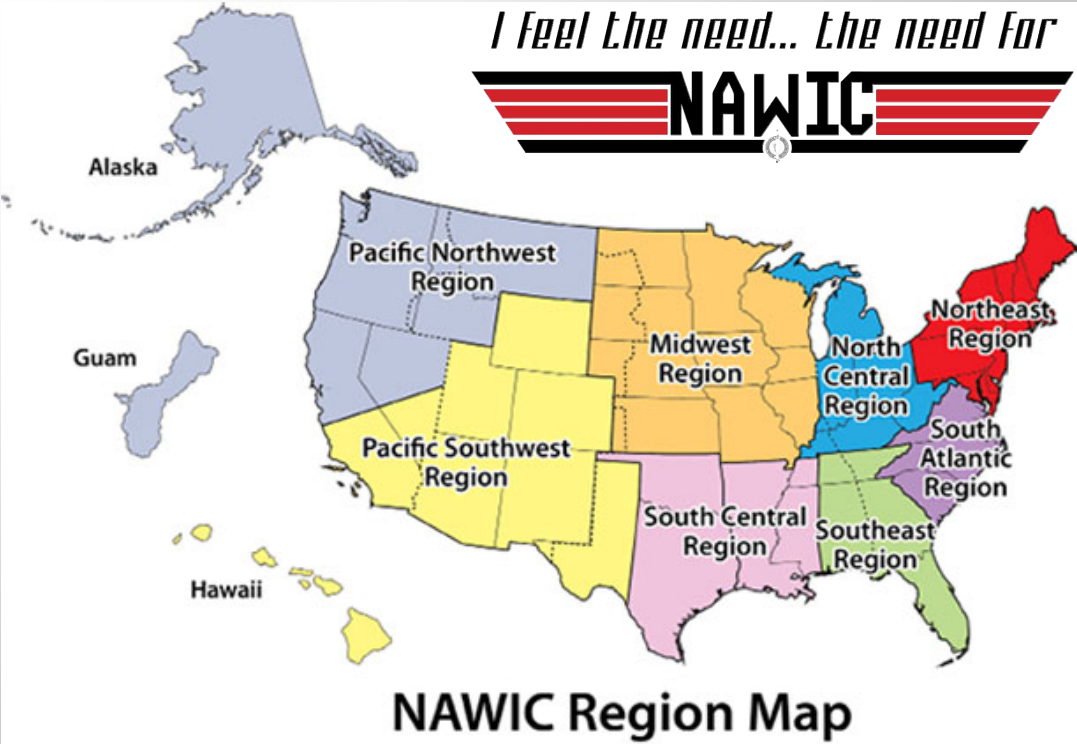 I feel the need... the need for
NAWIC
Alaska
Pacific Northwest
Region
Northeast
Region
Guam
Midwest
Region
North
Central
Region
South
Atlantic
Region
Pacific Southwest
Region
South Central
Region
Southeast
Region
Hawaii
NAWIC Region Map